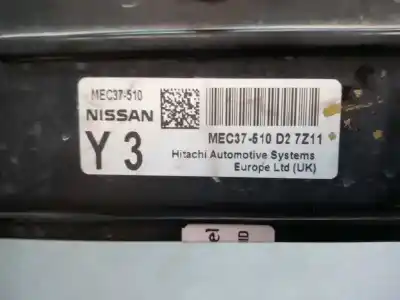 MEC37-510
NISSAN
Y 3
MEC37-510 D2 7Z11
Hitachi Automotive Systems
Europe Ltd (UK)